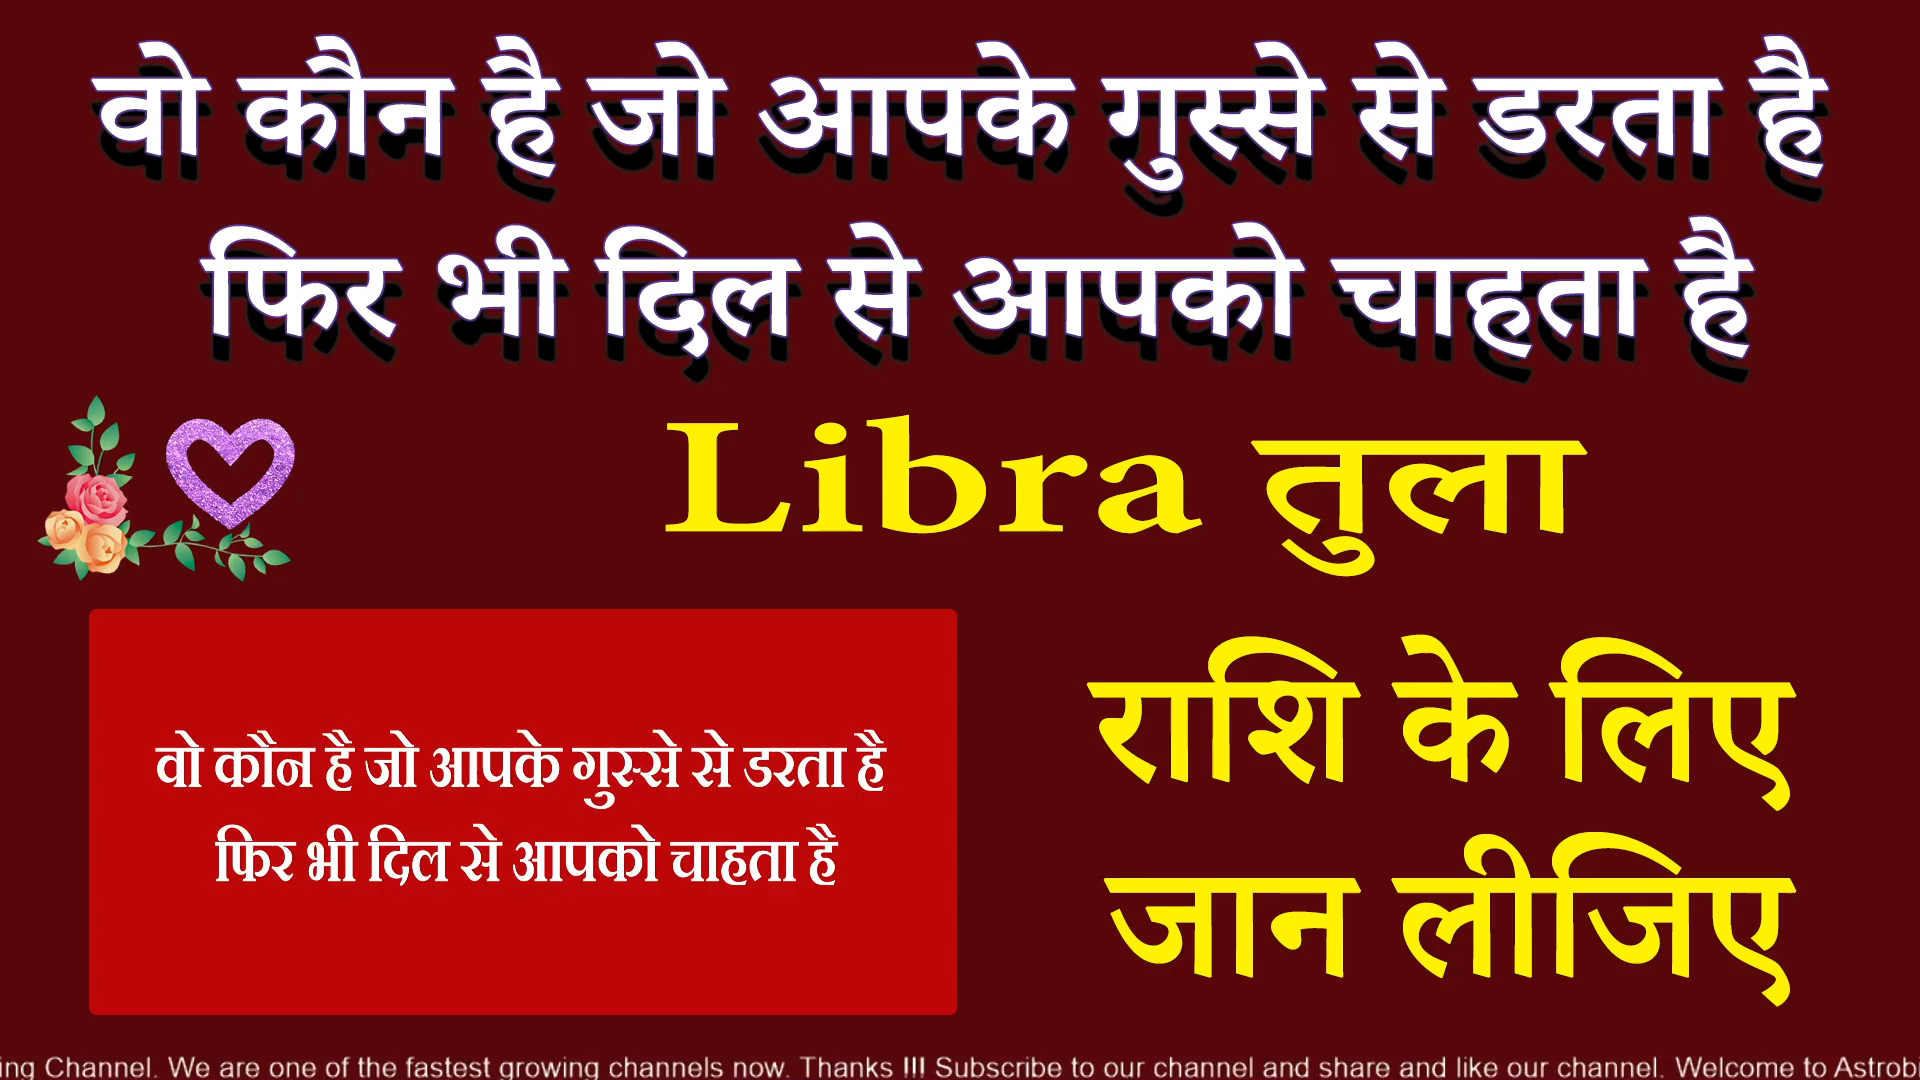 वो कौन है जो आपके गुस्से से डरता है
फिर भी दिल से आपको चाहता है
Libra तुला
राशि के लिए
जान लीजिए
वो कौन है जो आपके गुस्से से डरता है
फिर भी दिल से आपको चाहता है
ing Channel. We are one of the fastest growing channels now. Thanks !!! Subscribe to our channel and share and like our channel. Welcome to Astrobi